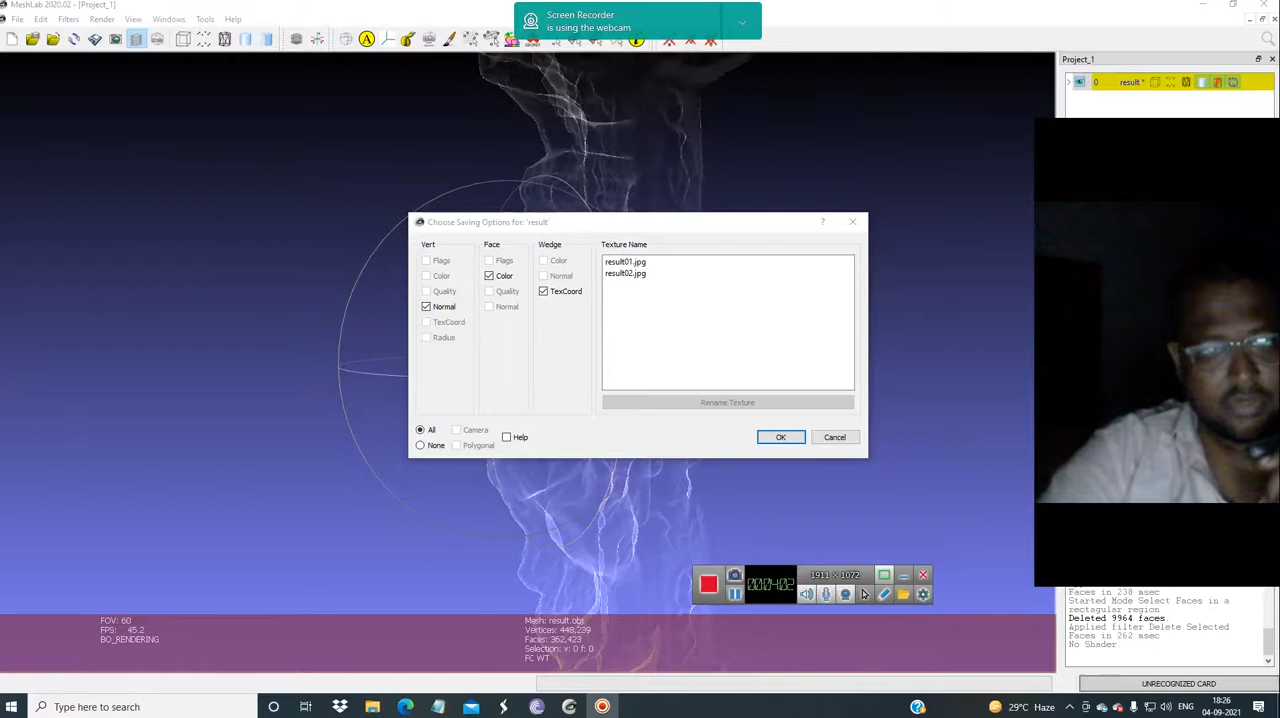 MeshLab 2020.02 - [Project_1]
File Edit Filters Render View Windows Tools Help
Screen Recorder
is using the webcam
Project_1
0 result *
Choose Saving Options for: 'result'
?
Vert
Flags
Color
Quality
Normal
TexCoord
Radius
Face
Flags
Color
Quality
Normal
Wedge
Color
Normal
TexCoord
Texture Name
result01.jpg
result02.jpg
Rename Texture
All
None
Camera
Polygonal
Help
OK
Cancel
000402
1911 × 1072
FOV: 60
FPS: 45.2
BO_RENDERING
Mesh: result.obj
Vertices: 448,239
Faces: 362,423
Selection: v: 0 f: 0
FC WT
Faces in 238 msec
Started Mode Select Faces in a
rectagular region
Deleted 9964 faces.
Applied filter Delete Selected
Faces in 262 msec
No Shader.
UNRECOGNIZED CARD
Type here to search
29°C Haze
ENG
18:26
04-09-2021